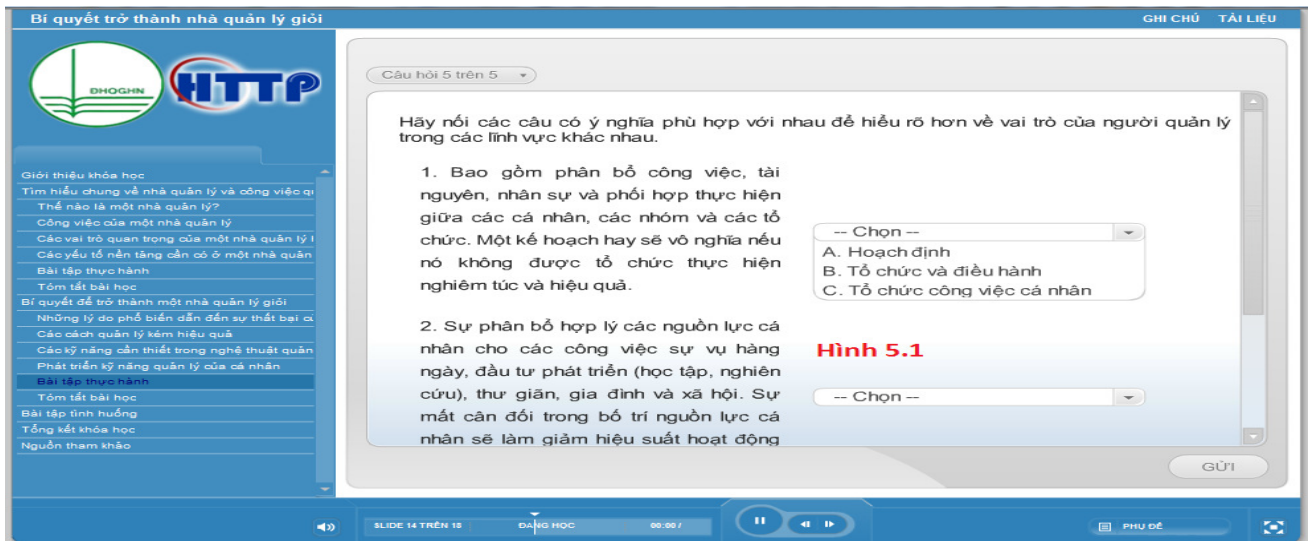 Bí quyết trở thành nhà quản lý giỏi
GHI CHÚ TÀI LIỆU
ĐHQGHN
HTTP
Giới thiệu khóa học
Tìm hiểu chung về nhà quản lý và công việc qu
Thế nào là một nhà quản lý?
Công việc của một nhà quản lý
Các vai trò quan trọng của một nhà quản lý l
Các yếu tố nền tảng cần có ở một nhà quản
Bài tập thực hành
Tóm tắt bài học
Bí quyết để trở thành một nhà quản lý giỏi
Những lý do phổ biến dẫn đến sự thất bại củ
Các cách quản lý kém hiệu quả
Các kỹ năng cần thiết trong nghệ thuật quản
Phát triển kỹ năng quản lý của cá nhân
Bài tập thực hành
Tóm tắt bài học
Bài tập tình huống
Tổng kết khóa học
Nguồn tham khảo
Câu hỏi 5 trên 5
Hãy nối các câu có ý nghĩa phù hợp với nhau để hiểu rõ hơn về vai trò của người quản lý
trong các lĩnh vực khác nhau.
1. Bao gồm phân bổ công việc, tài
nguyên, nhân sự và phối hợp thực hiện
giữa các cá nhân, các nhóm và các tổ
chức. Một kế hoạch hay sẽ vô nghĩa nếu
nó không được tổ chức thực hiện
nghiêm túc và hiệu quả.
-- Chọn --
A. Hoạch định
B. Tổ chức và điều hành
C. Tổ chức công việc cá nhân
2. Sự phân bổ hợp lý các nguồn lực cá
nhân cho các công việc sự vụ hàng
ngày, đầu tư phát triển (học tập, nghiên
cứu), thư giãn, gia đình và xã hội. Sự
mất cân đối trong bố trí nguồn lực cá
nhân sẽ làm giảm hiệu suất hoạt động
Hình 5.1
-- Chọn --
GỬI
SLIDE 14 TRÊN 18
ĐANG HỌC
00:00 /
PHỤ ĐỀ